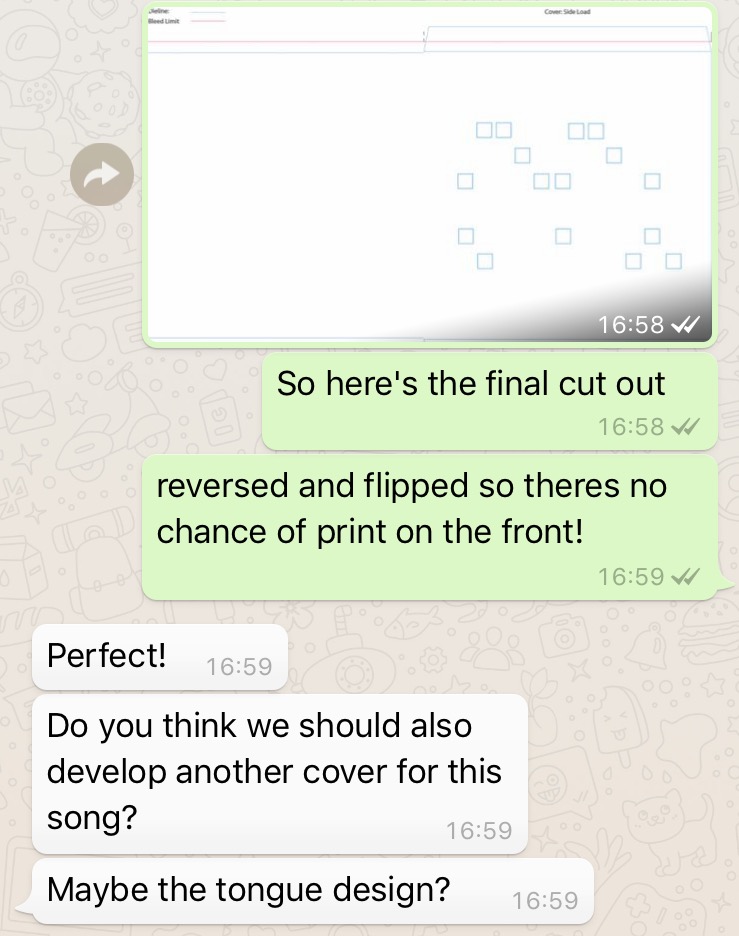 Dieline:
Bleed Limit
Cover: Side Load
16:58
So here's the final cut out
16:58
reversed and flipped so theres no
chance of print on the front!
16:59
Perfect!
16:59
Do you think we should also
develop another cover for this
song?
16:59
Maybe the tongue design?
16:59